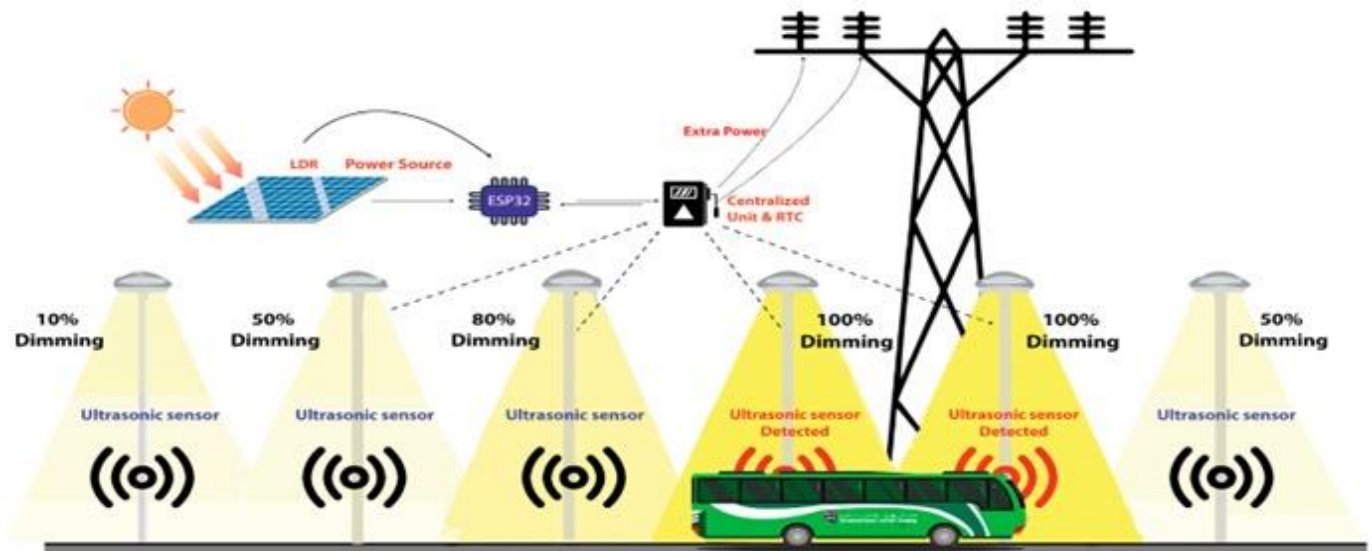 Extra Power
LDR
Power Source
ESP32
Centralized
Unit & RTC
10%
Dimming
50%
Dimming
80%
Dimming
100%
Dimming
100%
Dimming
50%
Dimming
Ultrasonic sensor
Ultrasonic sensor
Ultrasonic sensor
Ultrasonic sensor
Detected
Ultrasonic sensor
Detected
Ultrasonic sensor